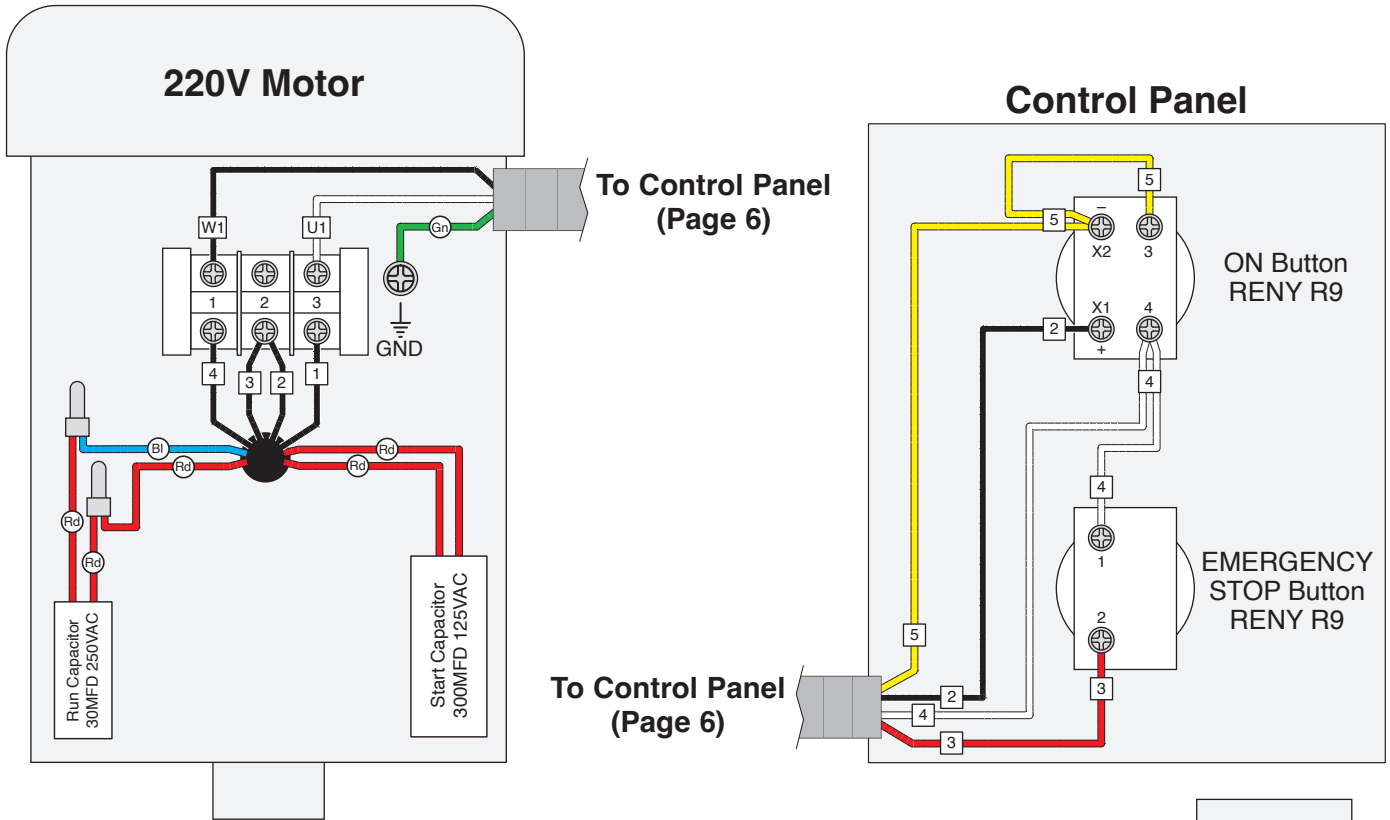 220V Motor
To Control Panel
(Page 6)
W1
U1
Gn
1
2
3
GND
4
3
2
1
Bl
Rd
Rd
Rd
Rd
Rd
Run Capacitor
30MFD 250VAC
Start Capacitor
300MFD 125VAC
Control Panel
5
–
5
X2
3
ON Button
RENY R9
X1
4
2
+
4
4
1
EMERGENCY
STOP Button
RENY R9
2
5
3
To Control Panel
(Page 6)
2
4
3